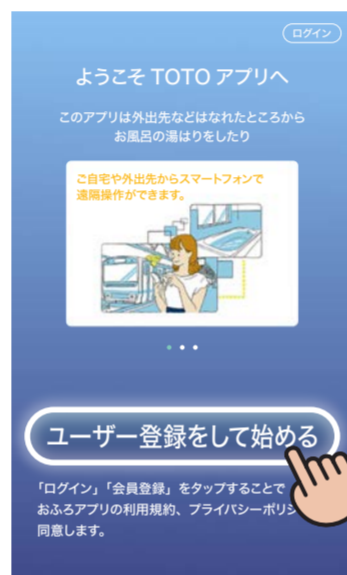 ログイン
ようこそ TOTO アプリへ
このアプリは外出先などはなれたところから
お風呂の湯はりをしたり
ご自宅や外出先からスマートフォンで
遠隔操作ができます。
ユーザー登録をして始める
「ログイン」「会員登録」をタップすることで
おふろアプリの利用規約、プライバシーポリシ
同意します。